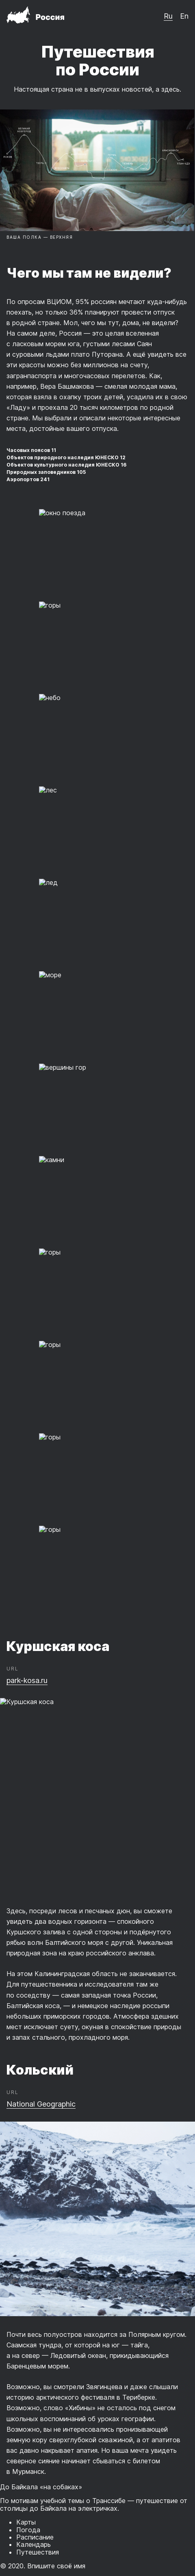 Россия
Ru En
Путешествия
по России
Настоящая страна не в выпусках новостей, а здесь.
ВАША ПОЛКА — ВЕРХНЯЯ
Чего мы там не видели?
По опросам ВЦИОМ, 95% россиян мечтают куда-нибудь
поехать, но только 36% планируют провести отпуск
в родной стране. Мол, чего мы тут, дома, не видели?
На самом деле, Россия — это целая вселенная
с лаковым морем юга, густыми лесами Саян
и суровыми льдами плато Путорана. А ещё увидеть все
эти красоты можно без миллионов на счету,
загранпаспорта и многочасовых перелетов. Как,
например, Вера Башмакова — смелая молодая мама,
которая взяла в охапку троих детей, усадила их в свою
«Ладу» и проехала 20 тысяч километров по родной
стране. Мы выбрали и описали некоторые интересные
места, достойные вашего отпуска.
Часовых поясов 11
Объектов природного наследия ЮНЕСКО 12
Объектов культурного наследия ЮНЕСКО 16
Природных заповедников 105
Аэропортов 241
окно поезда
горы
небо
лес
лед
море
вершины гор
камни
горы
горы
горы
горы
Куршская коса
URL
park-kosa.ru
Куршская коса
Здесь, посреди лесов и песчаных дюн, вы сможете
увидеть два водных горизонта — спокойного
Куршского залива с одной стороны и подёрнутого
рябью волн Балтийского моря с другой. Уникальная
природная зона на краю российского анклава.
На этом Калининградская область не заканчивается.
Для путешественника и исследователя там же
по соседству — самая западная точка России,
Балтийская коса, — и немецкое наследие россыпи
небольших приморских городов. Атмосфера здешних
мест исключает суету, окуная в спокойствие природы
и запах стального, прохладного моря.
Кольский
URL
National Geographic
Почти весь полуостров находится за Полярным кругом.
Саамская тундра, от которой на юг — тайга,
а на север — Ледовитый океан, прикидывающийся
Баренцевым морем.
Возможно, вы смотрели Звягинцева и даже слышали
историю арктического фестиваля в Териберке.
Возможно, слово «Хибины» не осталось под снегом
школьных воспоминаний об уроках географии.
Возможно, вы не интересовались пронизывающей
земную кору сверхглубокой скважиной, а от апатитов
вас давно накрывает апатия. Но ваша мечта увидеть
северное сияние начинает сбываться с билетом
в Мурманск.
До Байкала «на собаках»
По мотивам учебной темы о Транссибе — путешествие от
столицы до Байкала на электричках.
Карты
Погода
Расписание
Календарь
Путешествия
© 2020. Впишите своё имя